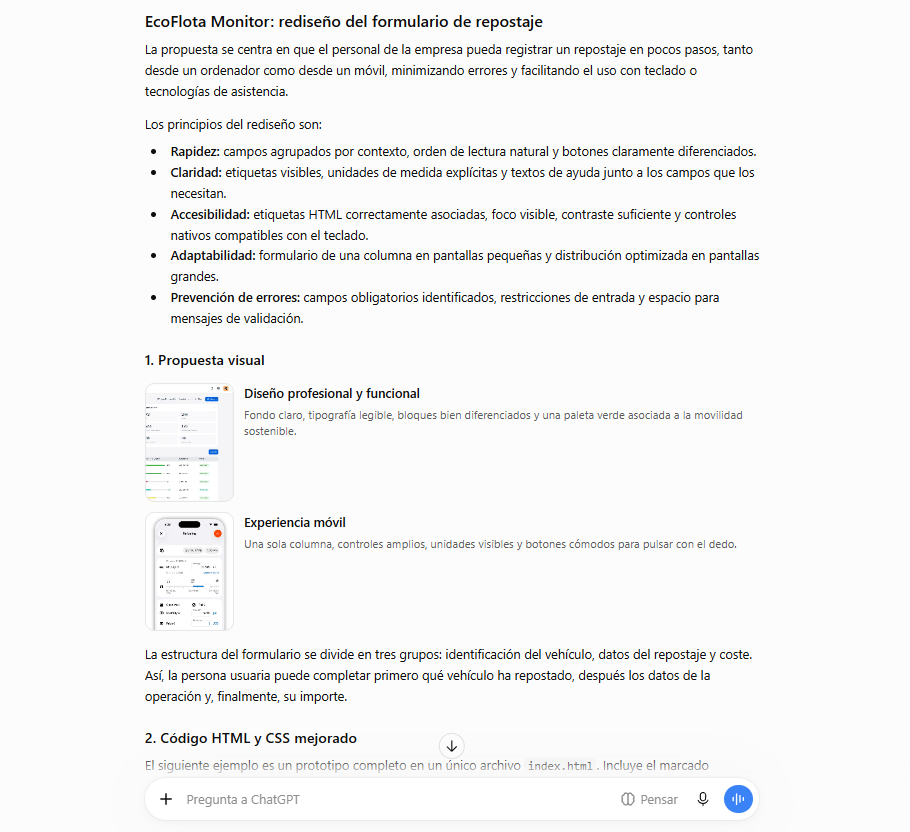 EcoFlota Monitor: rediseño del formulario de repostaje
La propuesta se centra en que el personal de la empresa pueda registrar un repostaje en pocos pasos, tanto
desde un ordenador como desde un móvil, minimizando errores y facilitando el uso con teclado o
tecnologías de asistencia.
Los principios del rediseño son:
• Rapidez: campos agrupados por contexto, orden de lectura natural y botones claramente diferenciados.
• Claridad: etiquetas visibles, unidades de medida explícitas y textos de ayuda junto a los campos que los
necesitan.
• Accesibilidad: etiquetas HTML correctamente asociadas, foco visible, contraste suficiente y controles
nativos compatibles con el teclado.
• Adaptabilidad: formulario de una columna en pantallas pequeñas y distribución optimizada en pantallas
grandes.
• Prevención de errores: campos obligatorios identificados, restricciones de entrada y espacio para
mensajes de validación.
1. Propuesta visual
Diseño profesional y funcional
Fondo claro, tipografía legible, bloques bien diferenciados y una paleta verde asociada a la movilidad
sostenible.
Experiencia móvil
Una sola columna, controles amplios, unidades visibles y botones cómodos para pulsar con el dedo.
La estructura del formulario se divide en tres grupos: identificación del vehículo, datos del repostaje y coste.
Así, la persona usuaria puede completar primero qué vehículo ha repostado, después los datos de la
operación y, finalmente, su importe.
2. Código HTML y CSS mejorado
El siguiente ejemplo es un prototipo completo en un único archivo index.html. Incluye el marcado
Pregunta a ChatGPT
Pensar